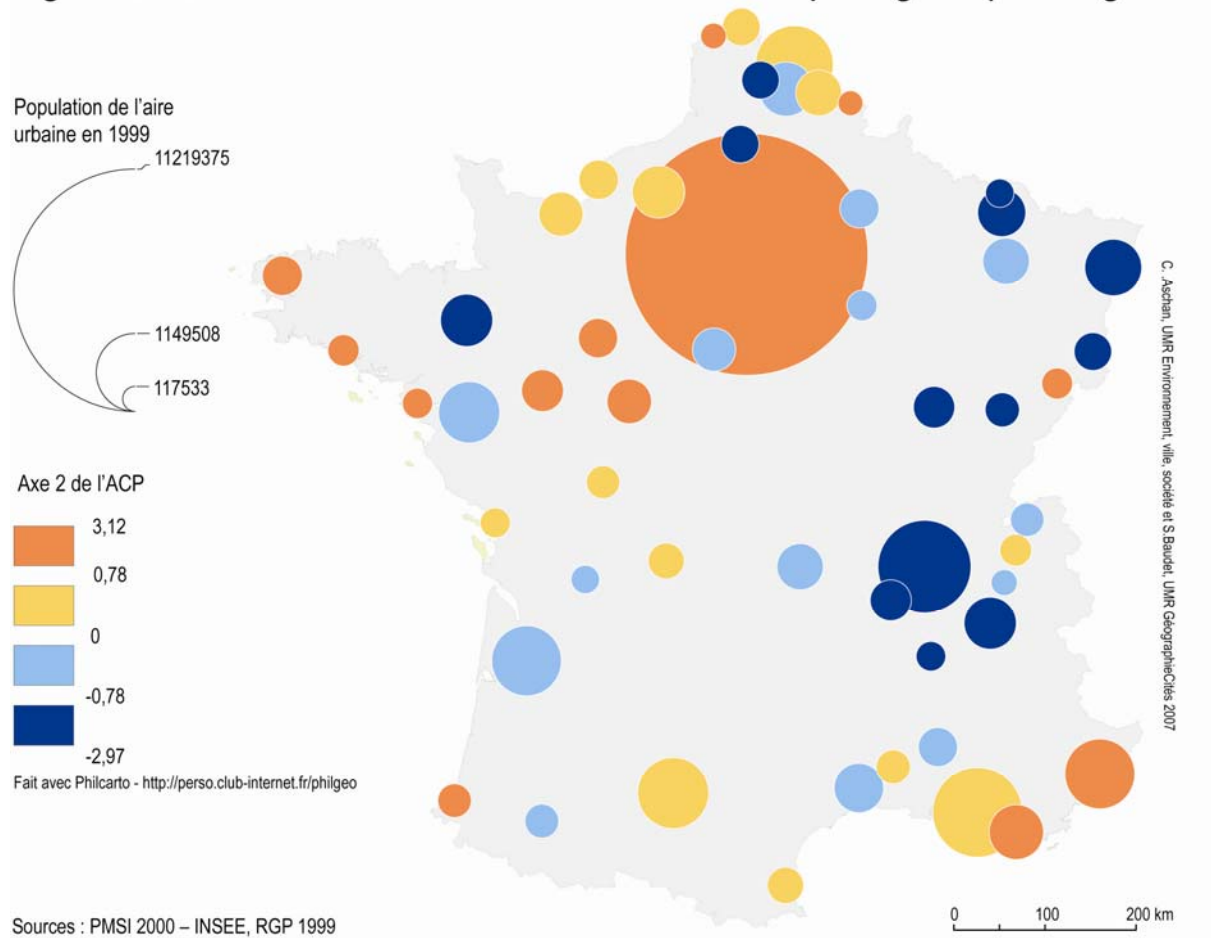 Population de l'aire
urbaine en 1999
11219375
1149508
117533
Axe 2 de l'ACP
3,12
0,78
0
-0,78
-2,97
Fait avec Philcarto - http://perso.club-internet.fr/philgeo
Sources : PMSI 2000 – INSEE, RGP 1999
0 100 200 km
C. .Aschan, UMR Environnement, ville, société et S.Baudet, UMR GéographieCités 2007